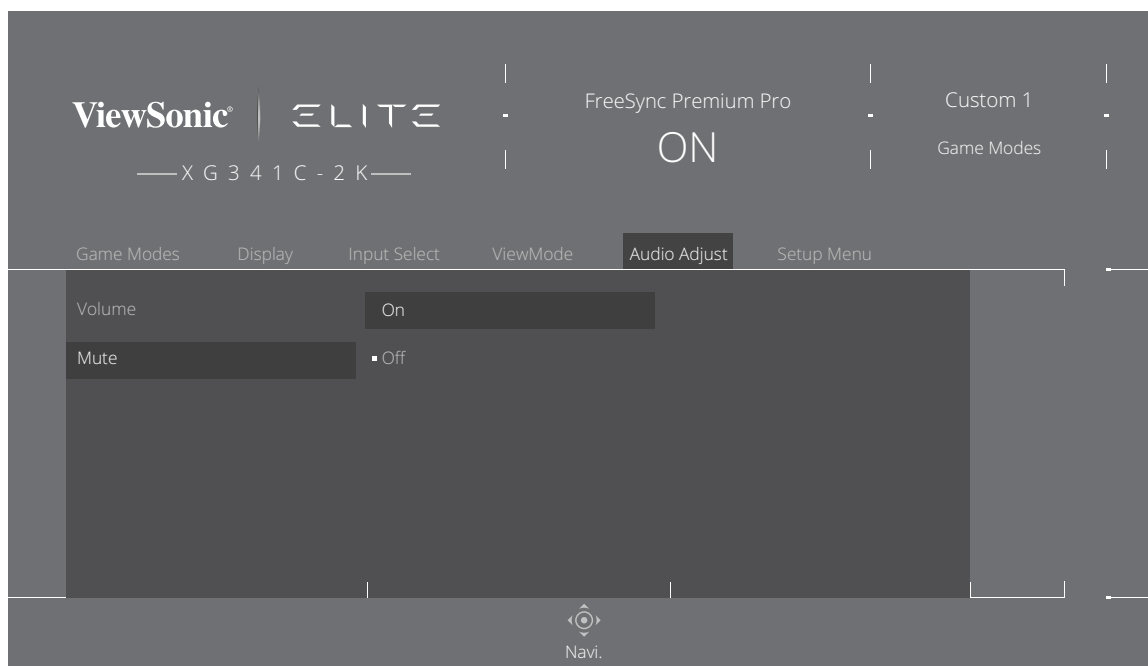 ViewSonic® ELITE
XG341C-2K
FreeSync Premium Pro
ON
Custom 1
Game Modes
Game Modes Display Input Select ViewMode Audio Adjust Setup Menu
Volume On
Mute Off
Navi.